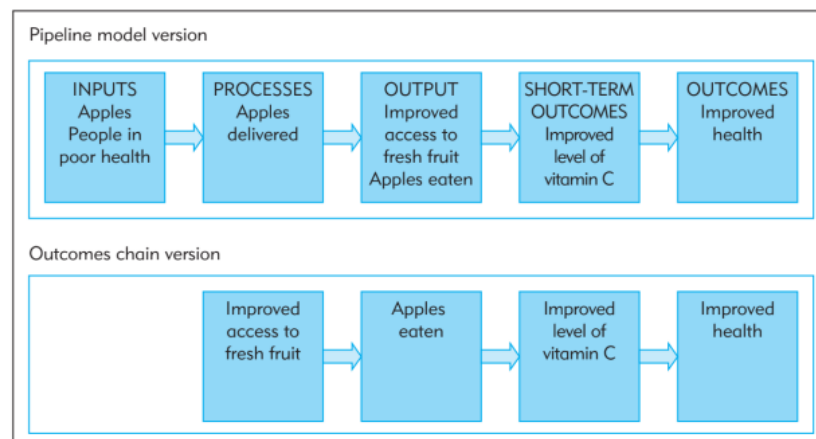 Pipeline model version
INPUTS
Apples
People in
poor health
PROCESSES
Apples
delivered
OUTPUT
Improved
access to
fresh fruit
Apples eaten
SHORT-TERM
OUTCOMES
Improved
level of
vitamin C
OUTCOMES
Improved
health
Outcomes chain version
Improved
access to
fresh fruit
Apples
eaten
Improved
level of
vitamin C
Improved
health